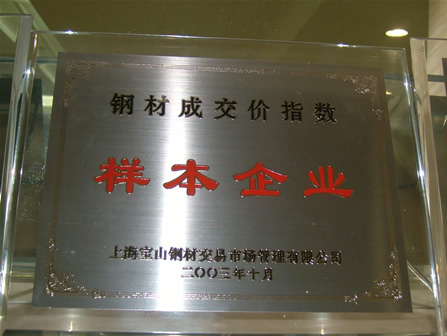 钢材成交价指数
样本企业
上海宝山钢材交易市场管理有限公司
二〇〇三年十月